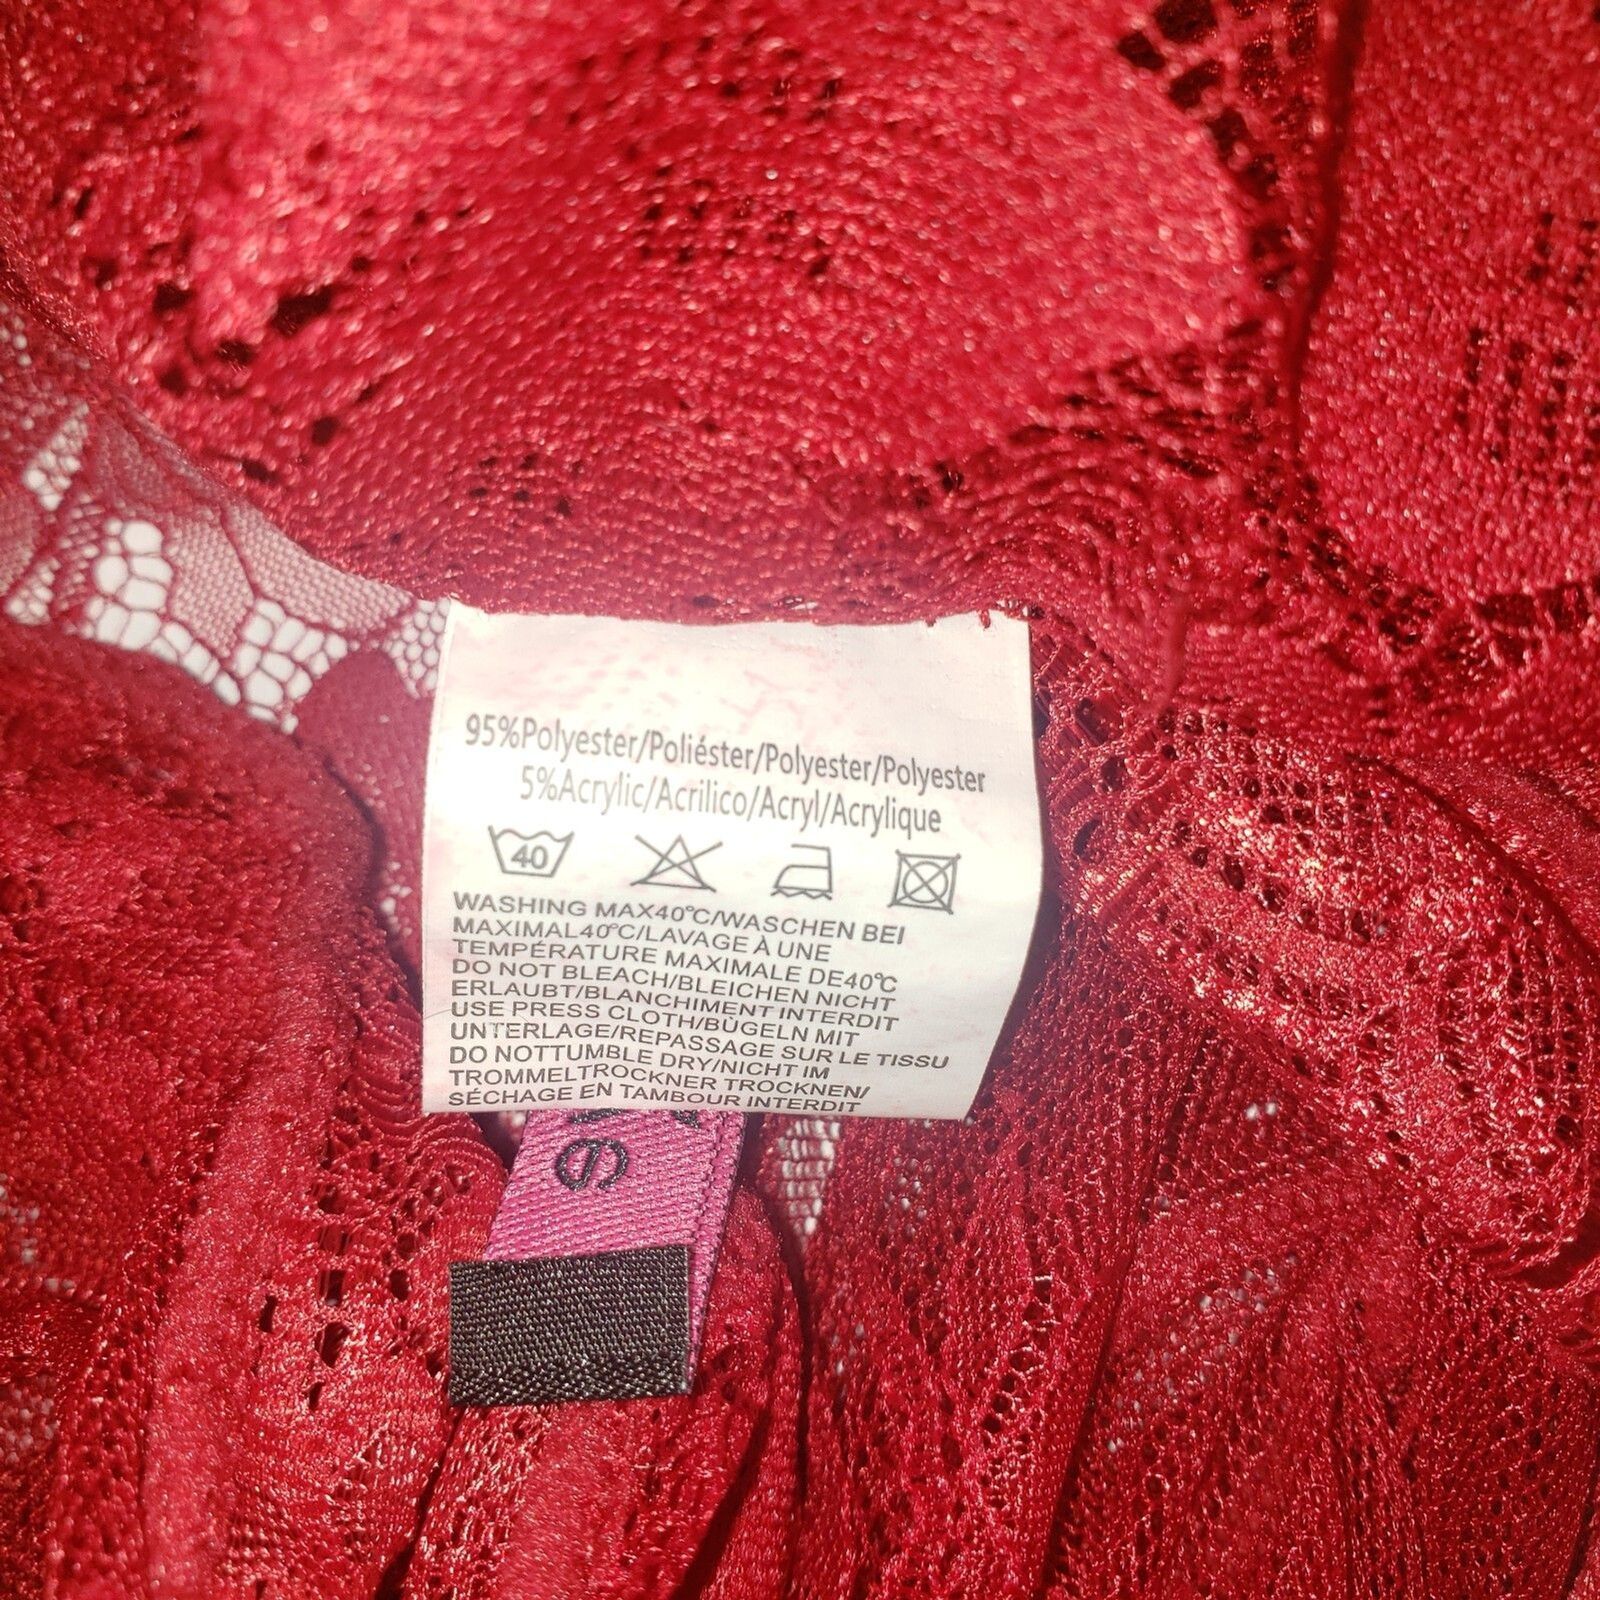 95%Polyester/Poliéster/Polyester/Polyester
5%Acrylic/Acrilico/Acryl/Acrylique
40
WASHING MAX40℃/WASCHEN BEI
MAXIMAL40℃/LAVAGE À UNE
TEMPÉRATURE MAXIMALE DE40℃
DO NOT BLEACH/BLEICHEN NICHT
ERLAUBT/BLANCHIMENT INTERDIT
USE PRESS CLOTH/BÜGELN MIT
UNTERLAGE/REPASSAGE SUR LE TISSU
DO NOTTUMBLE DRY/NICHT IM
TROMMELTROCKNER TROCKNEN/
SÉCHAGE EN TAMBOUR INTERDIT